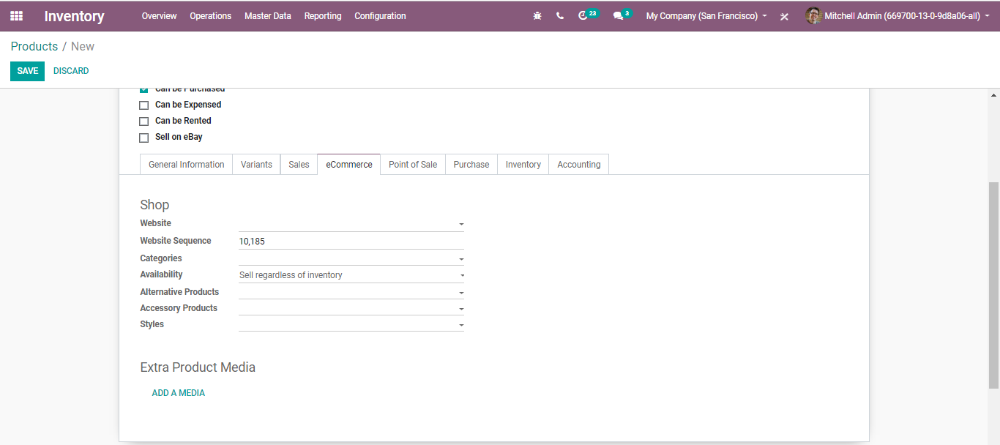 Inventory Overview Operations Master Data Reporting Configuration 23 3 My Company (San Francisco) Mitchell Admin (669700-13-0-9d8a06-all)
Products / New
SAVE DISCARD
Can be Purchased
Can be Expensed
Can be Rented
Sell on eBay
General Information Variants Sales eCommerce Point of Sale Purchase Inventory Accounting
Shop
Website
Website Sequence 10,185
Categories
Availability Sell regardless of inventory
Alternative Products
Accessory Products
Styles
Extra Product Media
ADD A MEDIA